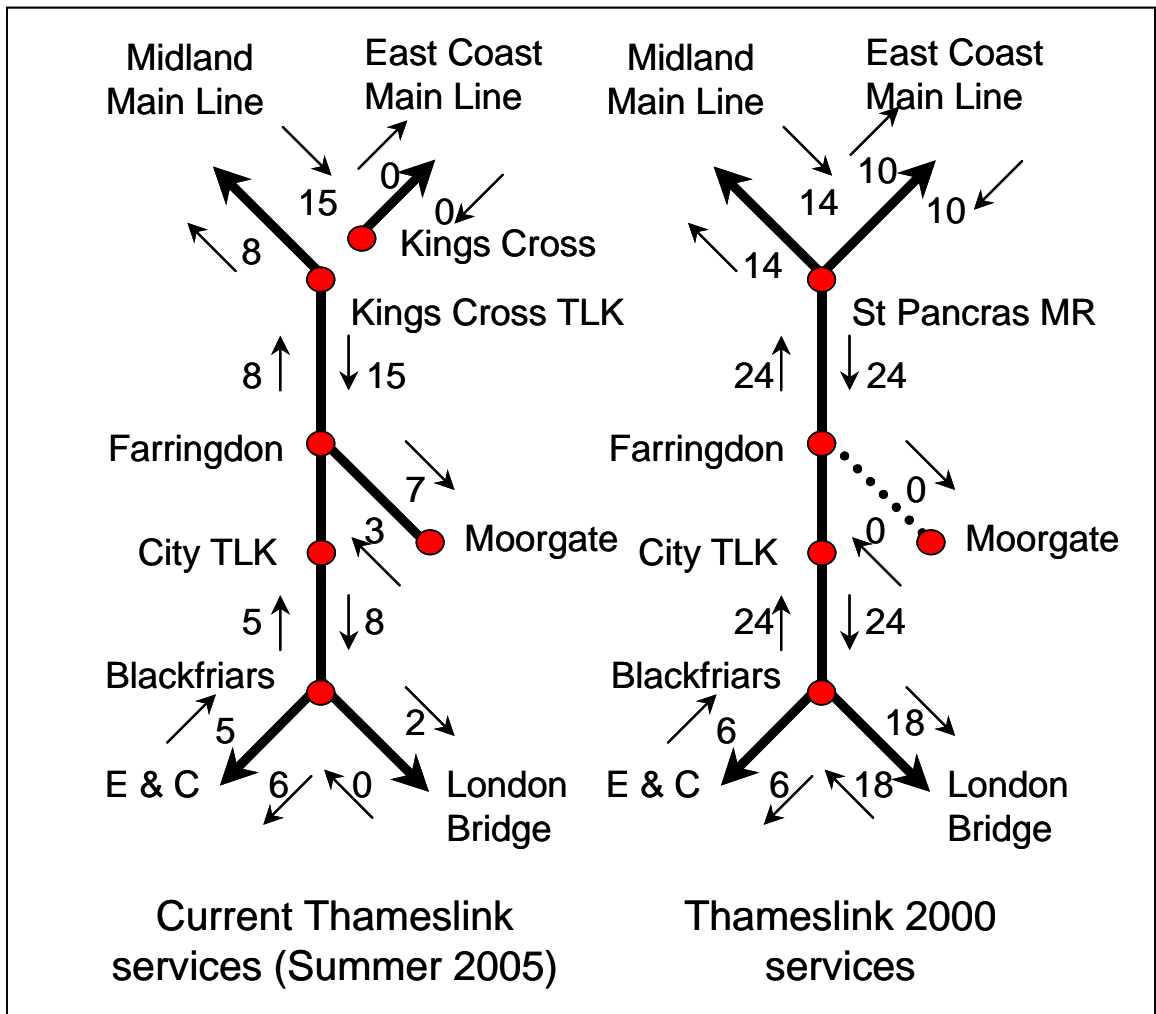 Midland
Main Line
East Coast
Main Line
15
0
0
8
Kings Cross
Kings Cross TLK
8
15
Farringdon
7
3
Moorgate
City TLK
5
8
Blackfriars
5
2
E & C
6
0
London
Bridge
Current Thameslink
services (Summer 2005)
Midland
Main Line
East Coast
Main Line
10
14
10
14
St Pancras MR
24
24
Farringdon
0
0
Moorgate
City TLK
24
24
Blackfriars
6
18
E & C
6
18
London
Bridge
Thameslink 2000
services